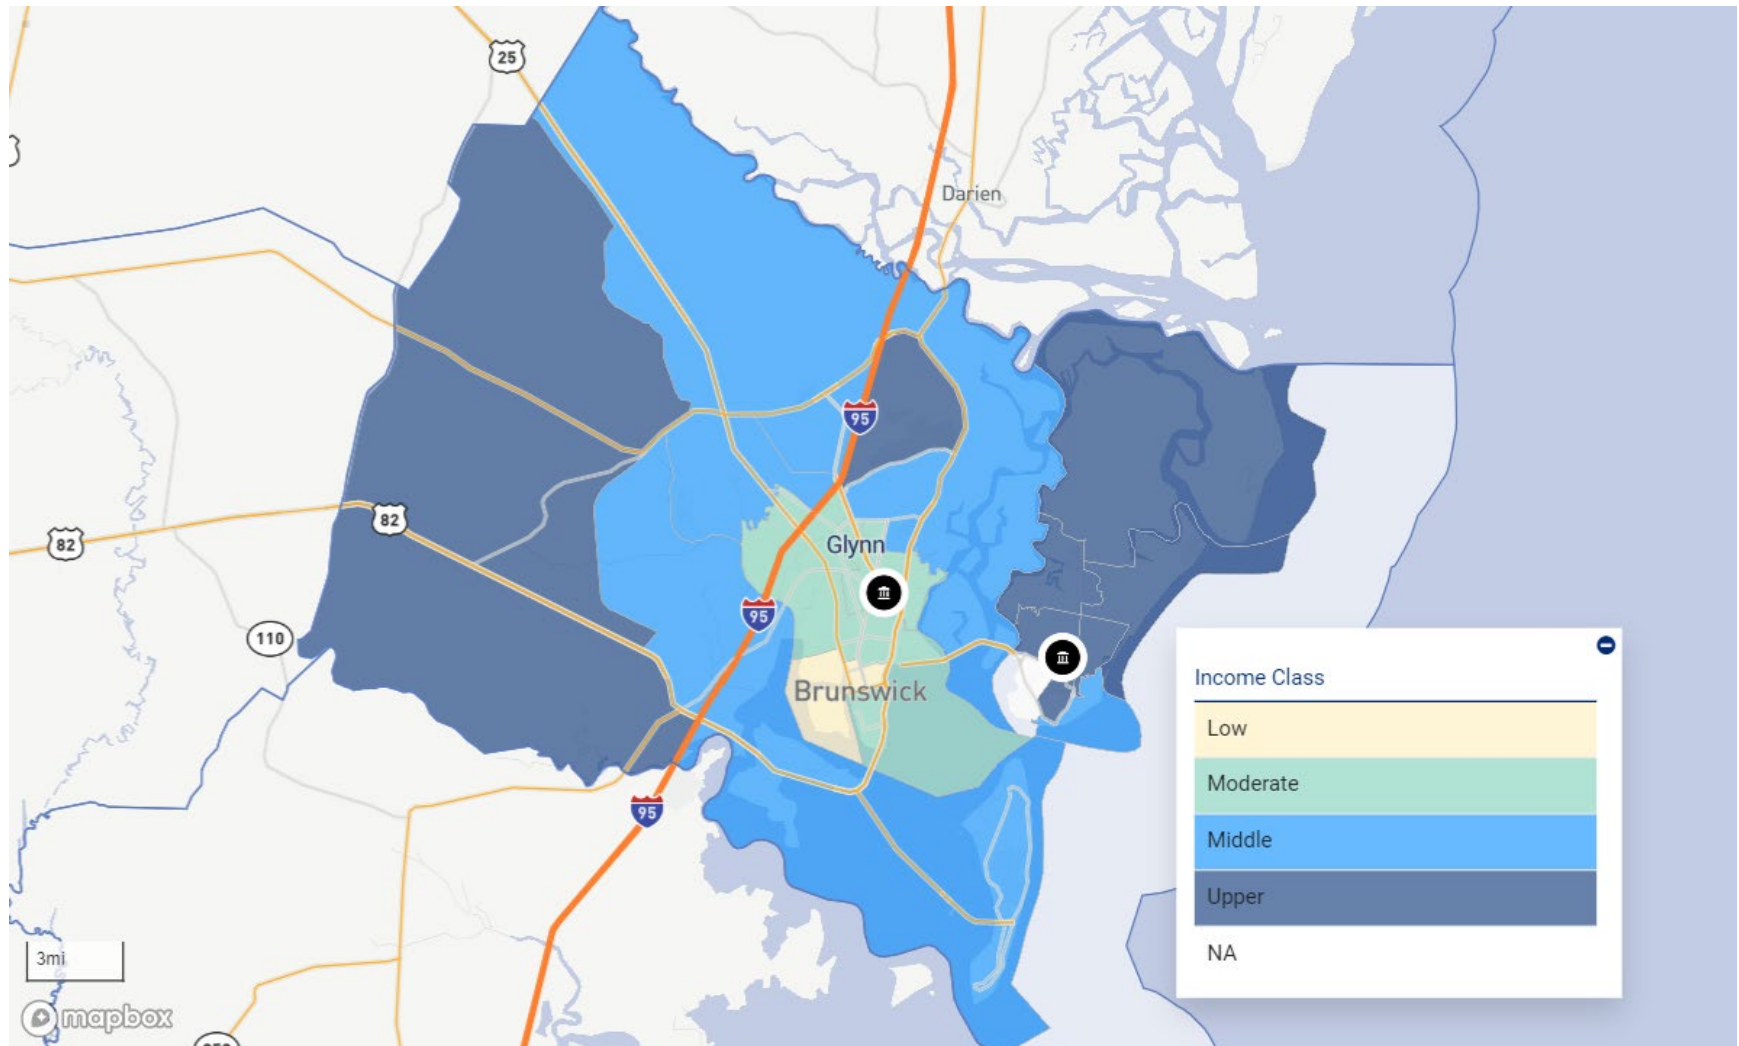 25
Darien
95
82
82
Glynn
95
110
Brunswick
95
Income Class
Low
Moderate
Middle
Upper
NA
3mi
mapbox